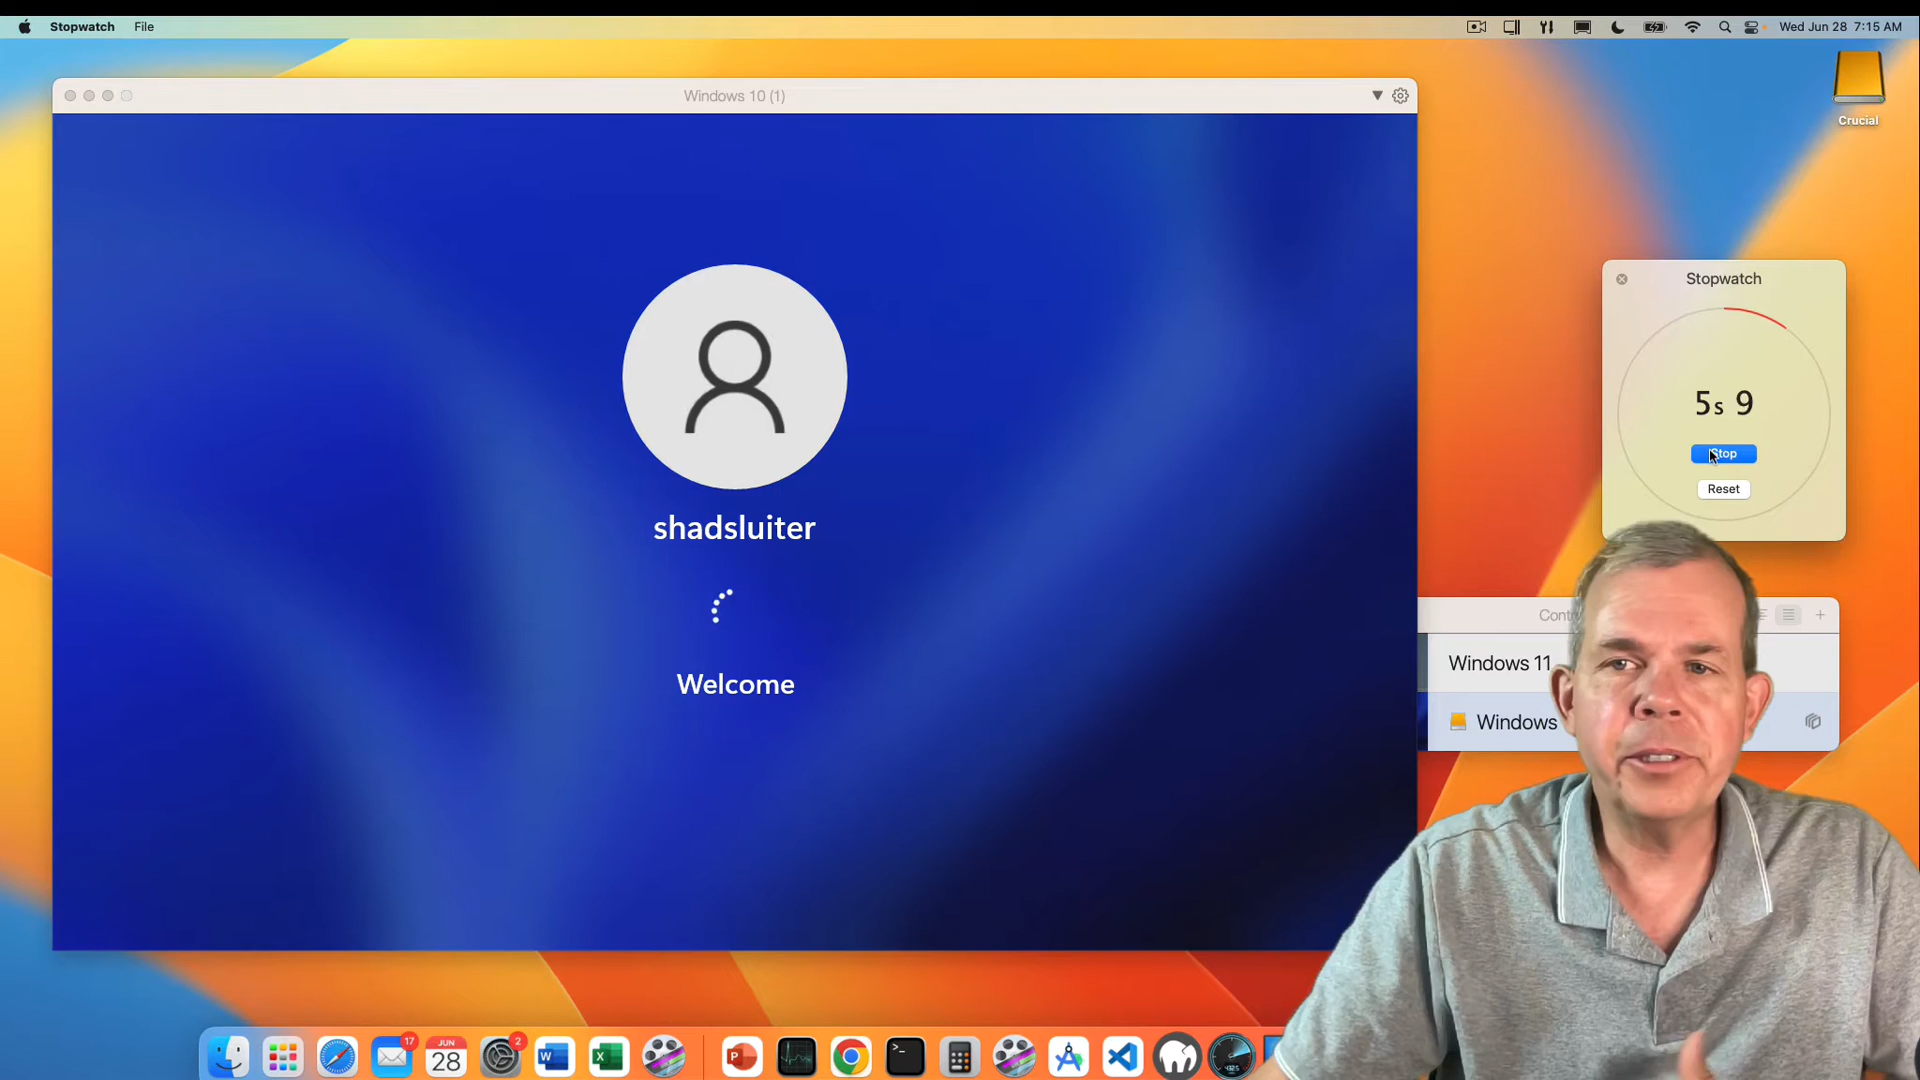 Stopwatch File
Wed Jun 28 7:15 AM
Windows 10 (1)
Crucial
Stopwatch
5s 9
Stop
Reset
shadsluiter
Welcome
Windows 11
Windows
17
JUN
28
2